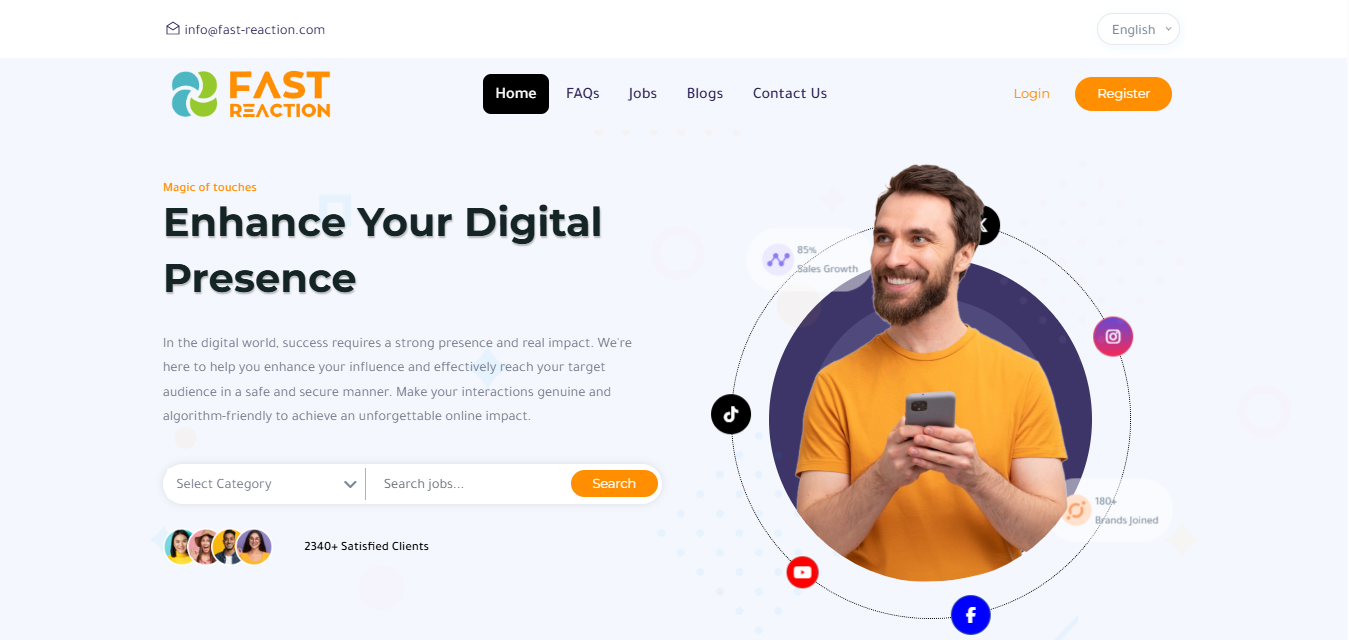 info@fast-reaction.com
English
FAST
REACTION
Home
FAQs
Jobs
Blogs
Contact Us
Login
Register
Magic of touches
Enhance Your Digital
Presence
In the digital world, success requires a strong presence and real impact. We're
here to help you enhance your influence and effectively reach your target
audience in a safe and secure manner. Make your interactions genuine and
algorithm-friendly to achieve an unforgettable online impact.
Select Category
Search jobs...
Search
2340+ Satisfied Clients
85%
Sales Growth
180+
Brands Joined